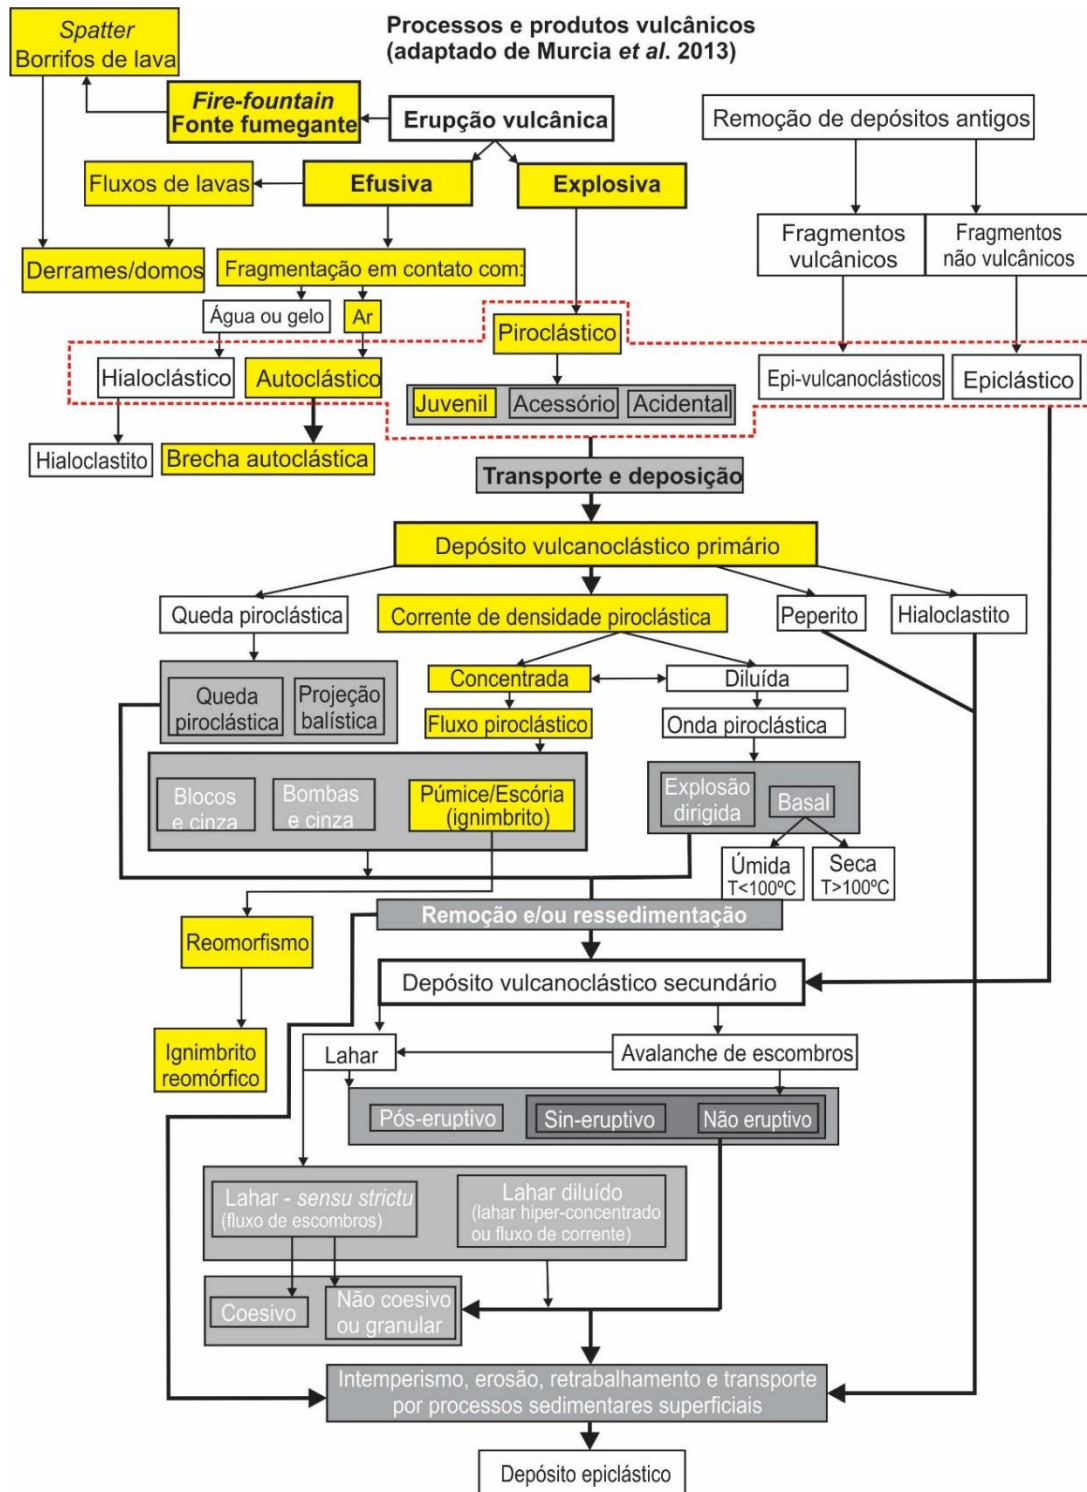 Processos e produtos vulcânicos
(adaptado de Murcia et al. 2013)
Spatter
Borrifos de lava
Fire-fountain
Fonte fumegante
Erupção vulcânica
Remoção de depósitos antigos
Fluxos de lavas
Efusiva
Explosiva
Fragmentos
vulcânicos
Fragmentos
não vulcânicos
Derrames/domos
Fragmentação em contato com:
Água ou gelo
Ar
Piroclástico
Hialoclástico
Autoclástico
Epi-vulcanoclásticos
Epiclástico
Juvenil
Acessório
Acidental
Hialoclastito
Brecha autoclástica
Transporte e deposição
Depósito vulcanoclástico primário
Queda piroclástica
Corrente de densidade piroclástica
Peperito
Hialoclastito
Concentrada
Diluída
Queda
piroclástica
Projeção
balística
Fluxo piroclástico
Onda piroclástica
Blocos
e cinza
Bombas
e cinza
Púmice/Escória
(ignimbrito)
Explosão
dirigida
Basal
Úmida
T<100ºC
Seca
T>100ºC
Remoção e/ou ressedimentação
Reomorfismo
Depósito vulcanoclástico secundário
Ignimbrito
reomórfico
Lahar
Avalanche de escombros
Pós-eruptivo
Sin-eruptivo
Não eruptivo
Lahar - sensu strictu
(fluxo de escombros)
Lahar diluído
(lahar hiper-concentrado
ou fluxo de corrente)
Coesivo
Não coesivo
ou granular
Intemperismo, erosão, retrabalhamento e transporte
por processos sedimentares superficiais
Depósito epiclástico